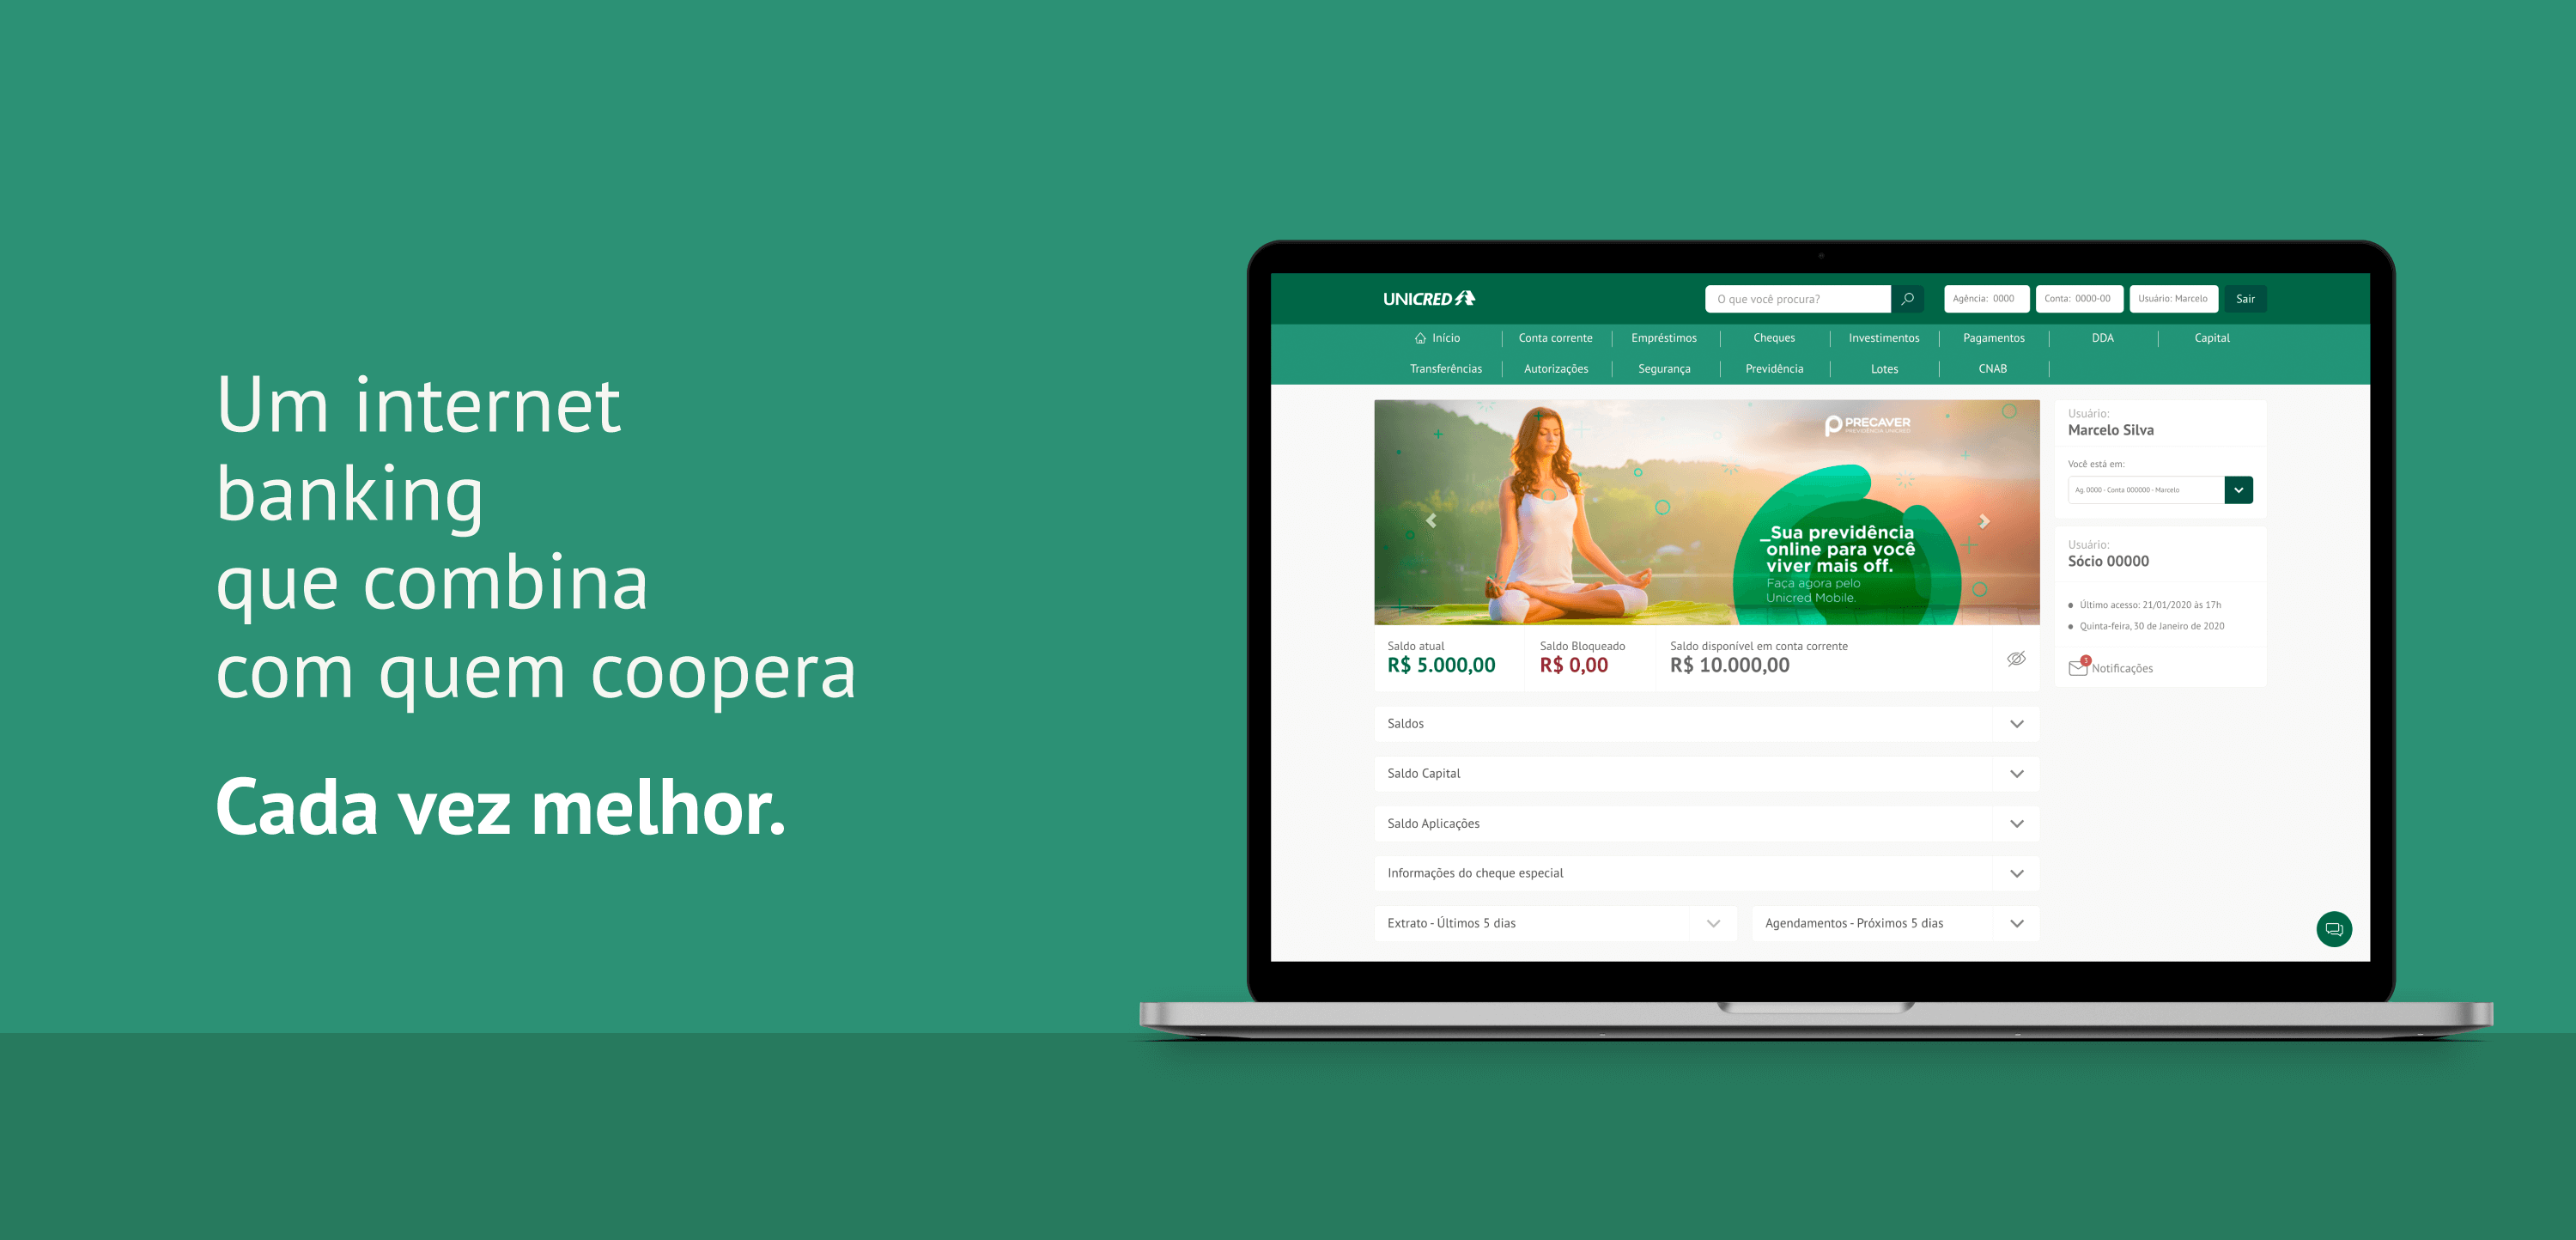 Um internet
banking
que combina
com quem coopera
Cada vez melhor.
UNICRED
O que você procura?
Agência: 0000
Conta: 0000-00
Usuário: Marcelo
Sair
Início
Conta corrente
Empréstimos
Cheques
Investimentos
Pagamentos
DDA
Capital
Transferências
Autorizações
Segurança
Previdência
Lotes
CNAB
PRECAVER
PREVIDÊNCIA UNICRED
_Sua previdência
online para você
viver mais off.
Faça agora pelo
Unicred Mobile.
Usuário:
Marcelo Silva
Você está em:
Ag. 0000 - Conta 000000 - Marcelo
Usuário:
Sócio 00000
Último acesso: 21/01/2020 às 17h
Quinta-feira, 30 de Janeiro de 2020
Notificações
Saldo atual
R$ 5.000,00
Saldo Bloqueado
R$ 0,00
Saldo disponível em conta corrente
R$ 10.000,00
Saldos
Saldo Capital
Saldo Aplicações
Informações do cheque especial
Extrato - Últimos 5 dias
Agendamentos - Próximos 5 dias